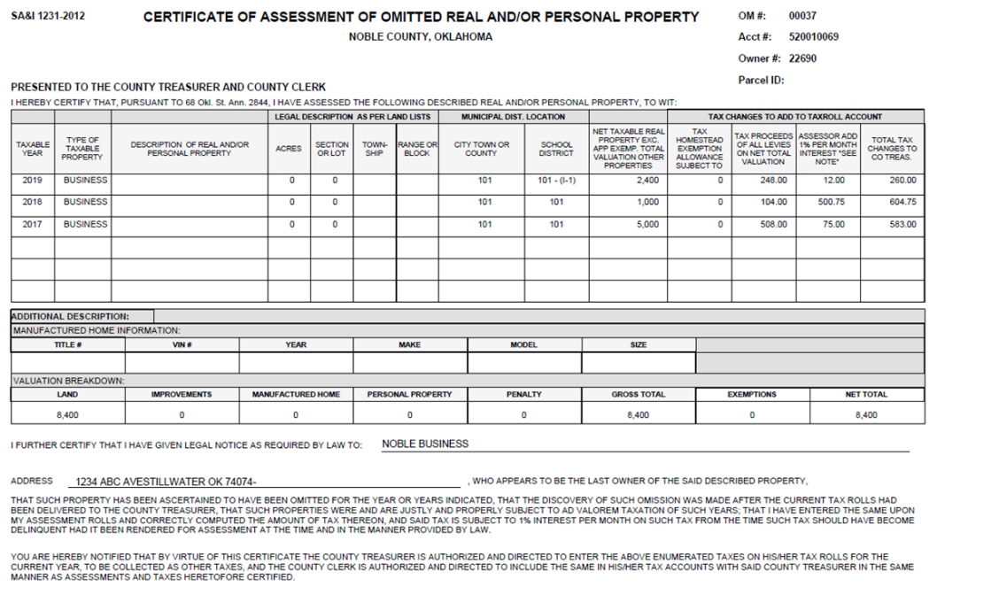 SA&I 1231-2012
CERTIFICATE OF ASSESSMENT OF OMITTED REAL AND/OR PERSONAL PROPERTY
OM #: 00037
NOBLE COUNTY, OKLAHOMA
Acct #: 520010069
Owner #: 22690
Parcel ID:
PRESENTED TO THE COUNTY TREASURER AND COUNTY CLERK
I HEREBY CERTIFY THAT, PURSUANT TO 68 Okl. St. Ann. 2844, I HAVE ASSESSED THE FOLLOWING DESCRIBED REAL AND/OR PERSONAL PROPERTY, TO WIT:
LEGAL DESCRIPTION AS PER LAND LISTS MUNICIPAL DIST. LOCATION TAX CHANGES TO ADD TO TAXROLL ACCOUNT
TAXABLE
YEAR
TYPE OF
TAXABLE
PROPERTY
DESCRIPTION OF REAL AND/OR
PERSONAL PROPERTY
ACRES
SECTION
OR LOT
TOWN-
SHIP
RANGE OR
BLOCK
CITY TOWN OR
COUNTY
SCHOOL
DISTRICT
NET TAXABLE REAL
PROPERTY EXC.
APP EXEMP. TOTAL
VALUATION OTHER
PROPERTIES
TAX
HOMESTEAD
EXEMPTION
ALLOWANCE
SUJBECT TO
TAX PROCEEDS
OF ALL LEVIES
ON NET TOTAL
VALUATION
ASSESSOR ADD
1% PER MONTH
INTEREST *SEE
NOTE*
TOTAL TAX
CHANGES TO
CO TREAS.
2019 BUSINESS 0 0 101 101 - (I-1) 2,400 0 248.00 12.00 260.00
2018 BUSINESS 0 0 101 101 1,000 0 104.00 500.75 604.75
2017 BUSINESS 0 0 101 101 5,000 0 508.00 75.00 583.00
ADDITIONAL DESCRIPTION:
MANUFACTURED HOME INFORMATION:
TITLE # VIN # YEAR MAKE MODEL SIZE
VALUATION BREAKDOWN:
LAND IMPROVEMENTS MANUFACTURED HOME PERSONAL PROPERTY PENALTY GROSS TOTAL EXEMPTIONS NET TOTAL
8,400 0 0 0 0 8,400 0 8,400
I FURTHER CERTIFY THAT I HAVE GIVEN LEGAL NOTICE AS REQUIRED BY LAW TO: NOBLE BUSINESS
ADDRESS 1234 ABC AVESTILLWATER OK 74074- , WHO APPEARS TO BE THE LAST OWNER OF THE SAID DESCRIBED PROPERTY,
THAT SUCH PROPERTY HAS BEEN ASCERTAINED TO HAVE BEEN OMITTED FOR THE YEAR OR YEARS INDICATED, THAT THE DISCOVERY OF SUCH OMISSION WAS MADE AFTER THE CURRENT TAX ROLLS HAD
BEEN DELIVERED TO THE COUNTY TREASURER, THAT SUCH PROPERTIES WERE AND ARE JUSTLY AND PROPERLY SUBJECT TO AD VALOREM TAXATION OF SUCH YEARS; THAT I HAVE ENTERED THE SAME UPON
MY ASSESSMENT ROLLS AND CORRECTLY COMPUTED THE AMOUNT OF TAX THEREON, AND SAID TAX IS SUBJECT TO 1% INTEREST PER MONTH ON SUCH TAX FROM THE TIME SUCH TAX SHOULD HAVE BECOME
DELINQUENT HAD IT BEEN RENDERED FOR ASSESSMENT AT THE TIME AND IN THE MANNER PROVIDED BY LAW.
YOU ARE HEREBY NOTIFIED THAT BY VIRTUE OF THIS CERTIFICATE THE COUNTY TREASURER IS AUTHORIZED AND DIRECTED TO ENTER THE ABOVE ENUMERATED TAXES ON HIS/HER TAX ROLLS FOR THE
CURRENT YEAR, TO BE COLLECTED AS OTHER TAXES, AND THE COUNTY CLERK IS AUTHORIZED AND DIRECTED TO INCLUDE THE SAME IN HIS/HER TAX ACCOUNTS WITH SAID COUNTY TREASURER IN THE SAME
MANNER AS ASSESSMENTS AND TAXES HERETOFORE CERTIFIED.